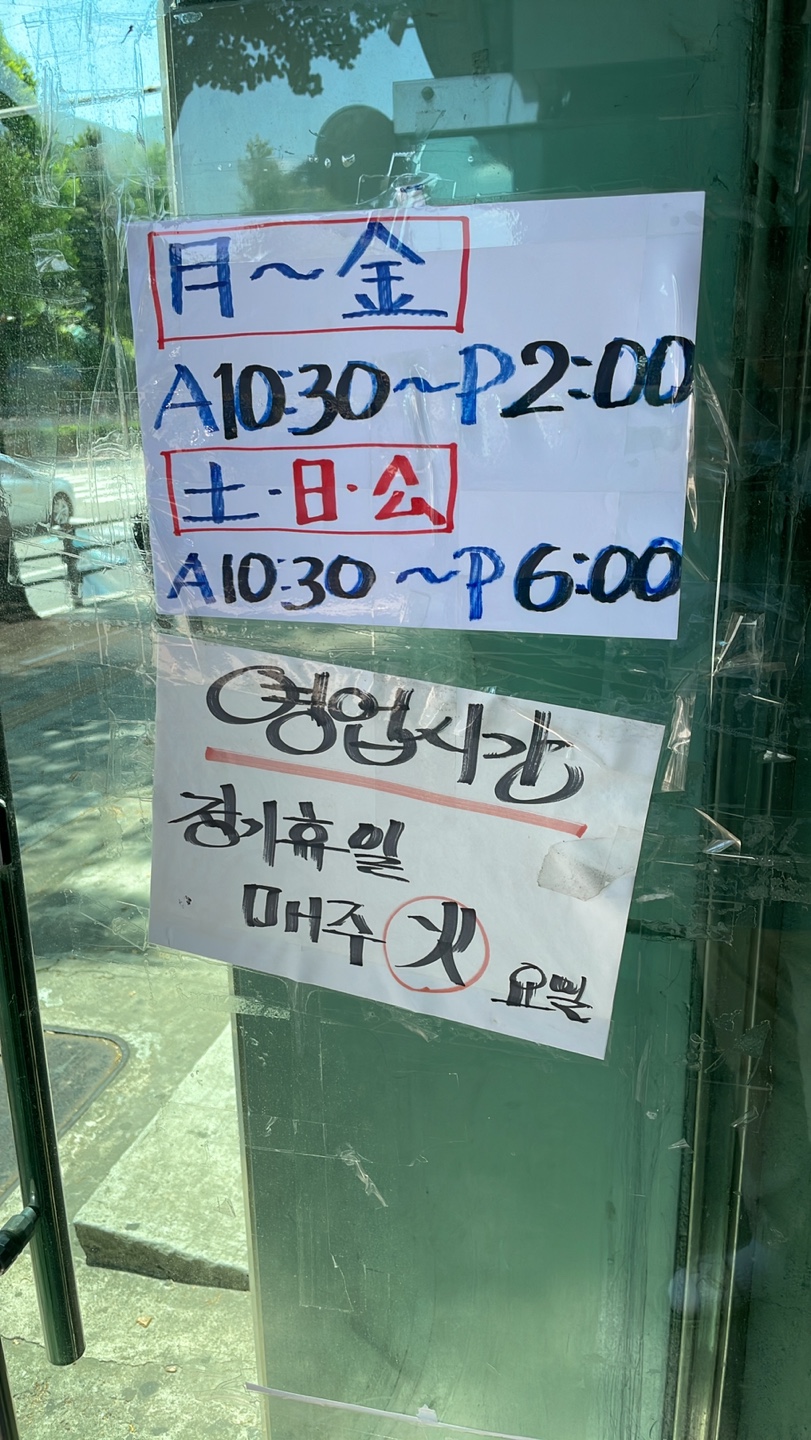 月~金
A10:30~P2:00
土·日·公
A10:30~P6:00
영업시간
정기휴일
매주 火 요일